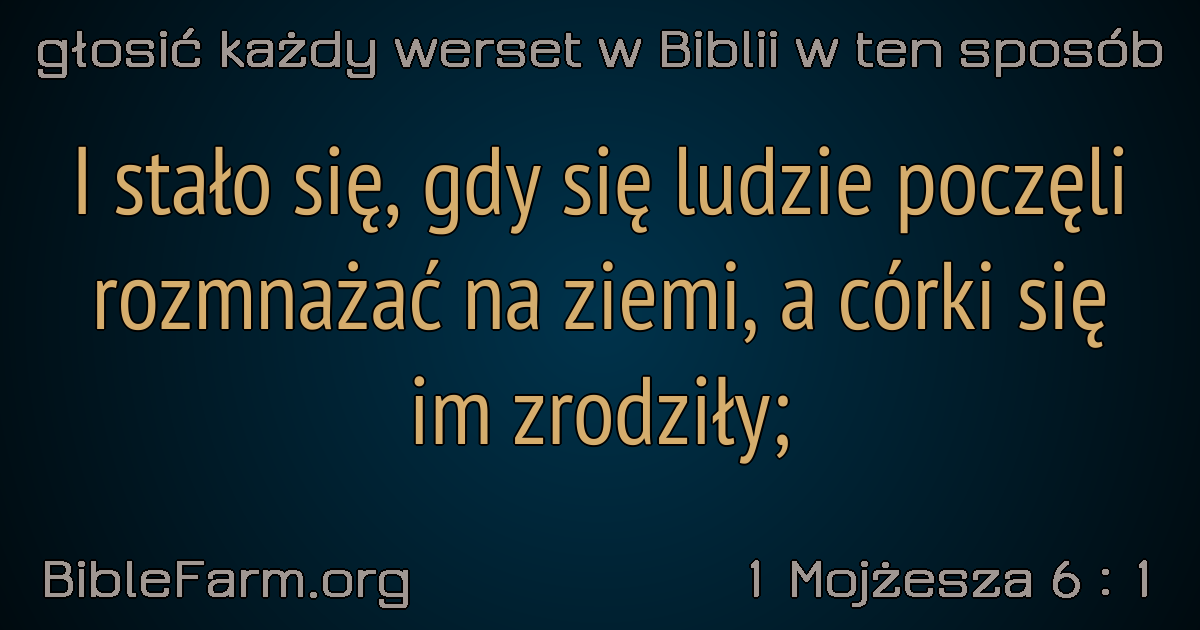 głosić każdy werset w Biblii w ten sposób
I stało się, gdy się ludzie poczęli
rozmnażać na ziemi, a córki się
im zrodziły;
BibleFarm.org
1 Mojżesza 6 : 1